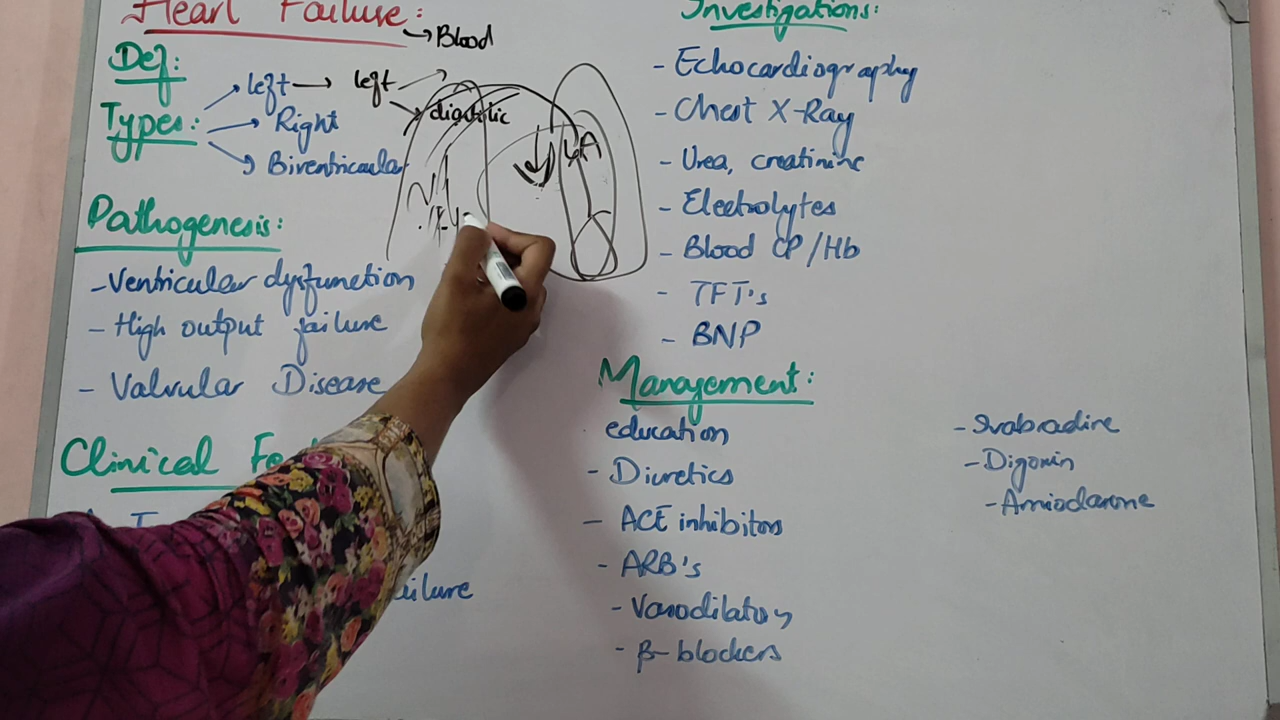 Heart Failure:
Blood
Def:
left → left
Types:
diastolic
Right
Biventricular
LA
Pathogenesis:
- Ventricular dysfunction
- High output failure
- Valvular Disease
Clinical
Investigations:
- Echocardiography
- Chest X-Ray
- Urea, creatinine
- Electrolytes
- Blood CP/Hb
- TFT's
- BNP
Management:
education
- Diuretics
- ACE inhibitors
- ARB's
- Vasodilators
- β-blockers
- Ivabradine
- Digoxin
- Amiodarone